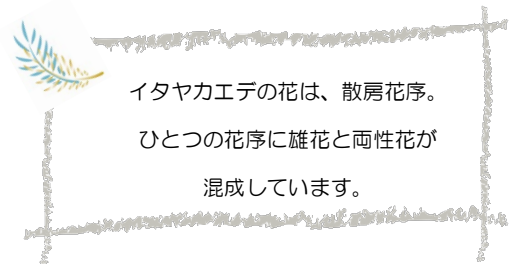 イタヤカエデの花は、散房花序。
ひとつの花序に雄花と両性花が
混成しています。